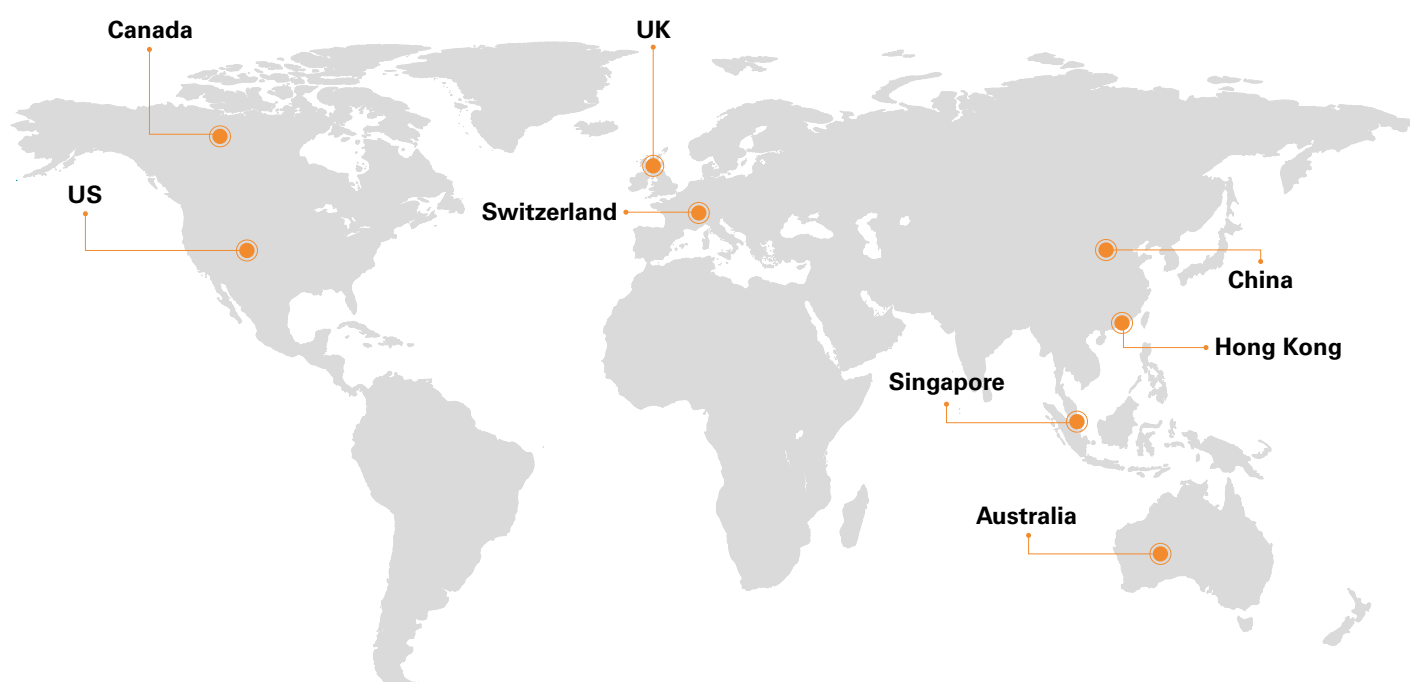 Canada
UK
US
Switzerland
China
Hong Kong
Singapore
Australia